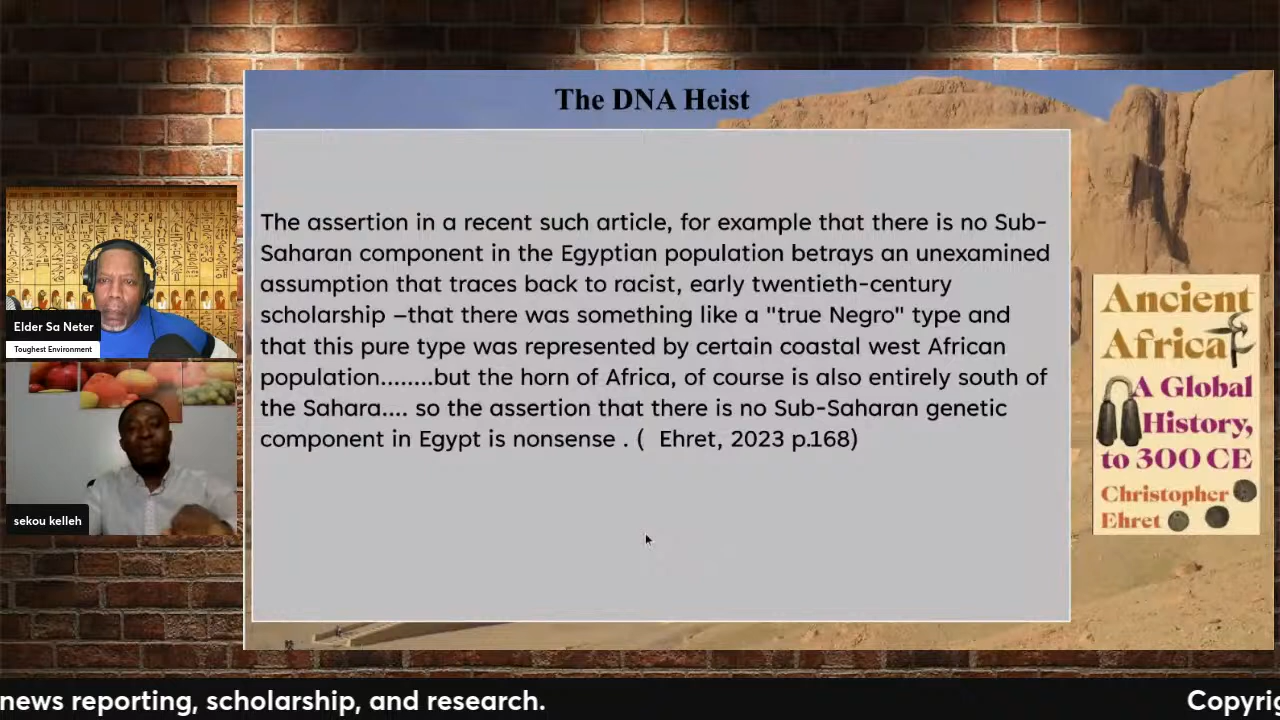 The DNA Heist
The assertion in a recent such article, for example that there is no Sub-
Saharan component in the Egyptian population betrays an unexamined
assumption that traces back to racist, early twentieth-century
scholarship –that there was something like a "true Negro" type and
that this pure type was represented by certain coastal west African
population........but the horn of Africa, of course is also entirely south of
the Sahara.... so the assertion that there is no Sub-Saharan genetic
component in Egypt is nonsense . ( Ehret, 2023 p.168)
Elder Sa Neter
Toughest Environment
sekou kelleh
Ancient
Africa
A Global
History,
to 300 CE
Christopher
Ehret
news reporting, scholarship, and research.
Copyrig